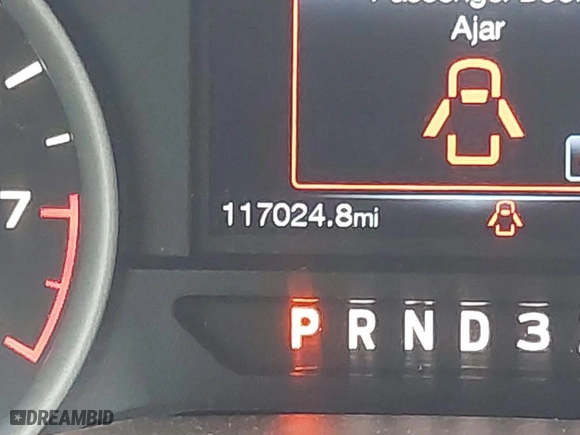 Ajar
7
117024.8mi
P R N D 3
DREAMBID